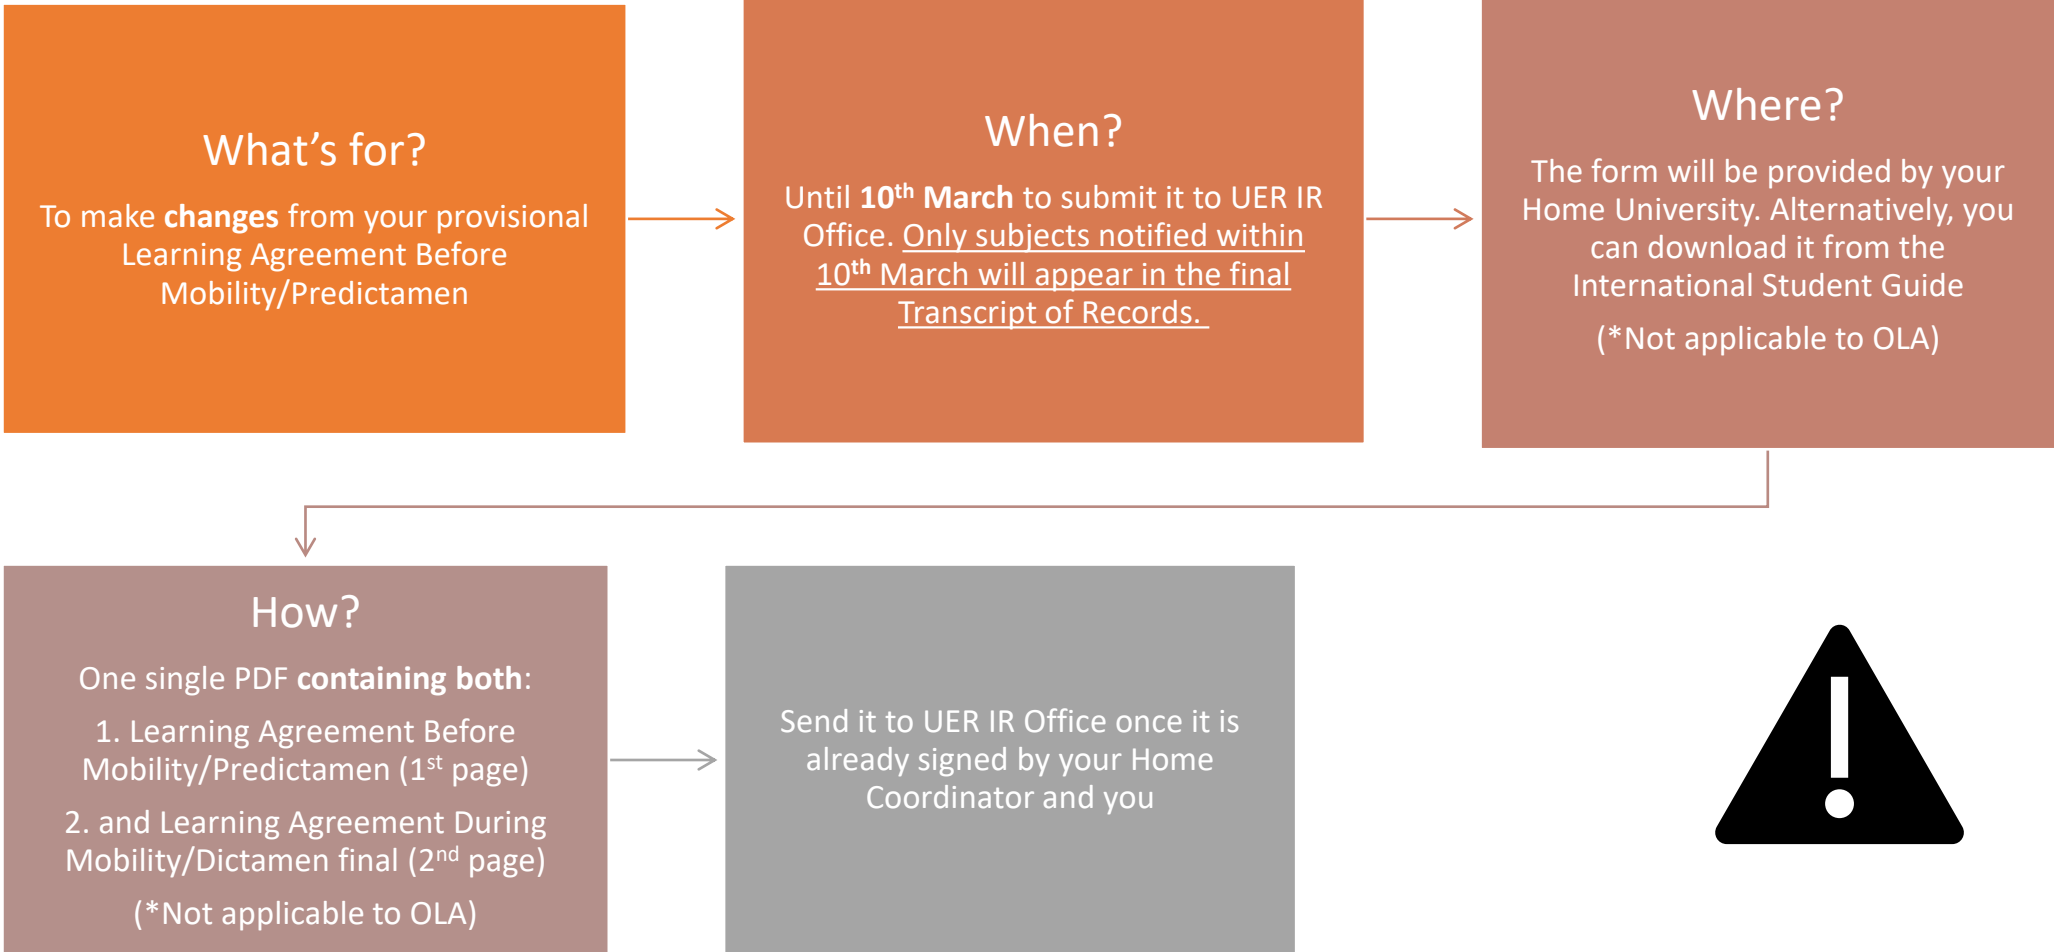 What’s for?
To make changes from your provisional
Learning Agreement Before
Mobility/Predictamen
When?
Until 10th March to submit it to UER IR
Office. Only subjects notified within
10th March will appear in the final
Transcript of Records.
Where?
The form will be provided by your
Home University. Alternatively, you
can download it from the
International Student Guide
(*Not applicable to OLA)
How?
One single PDF containing both:
1. Learning Agreement Before
Mobility/Predictamen (1st page)
2. and Learning Agreement During
Mobility/Dictamen final (2nd page)
(*Not applicable to OLA)
Send it to UER IR Office once it is
already signed by your Home
Coordinator and you